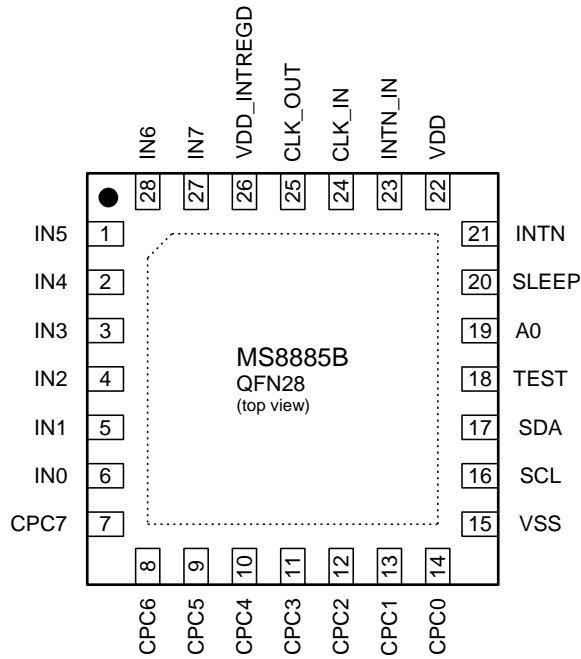 IN6
IN7
VDD_INTREGD
CLK_OUT
CLK_IN
INTN_IN
VDD
28
27
26
25
24
23
22
IN5 1
IN4 2
IN3 3
IN2 4
IN1 5
IN0 6
CPC7 7
MS8885B
QFN28
(top view)
21 INTN
20 SLEEP
19 A0
18 TEST
17 SDA
16 SCL
15 VSS
8
9
10
11
12
13
14
CPC6
CPC5
CPC4
CPC3
CPC2
CPC1
CPC0